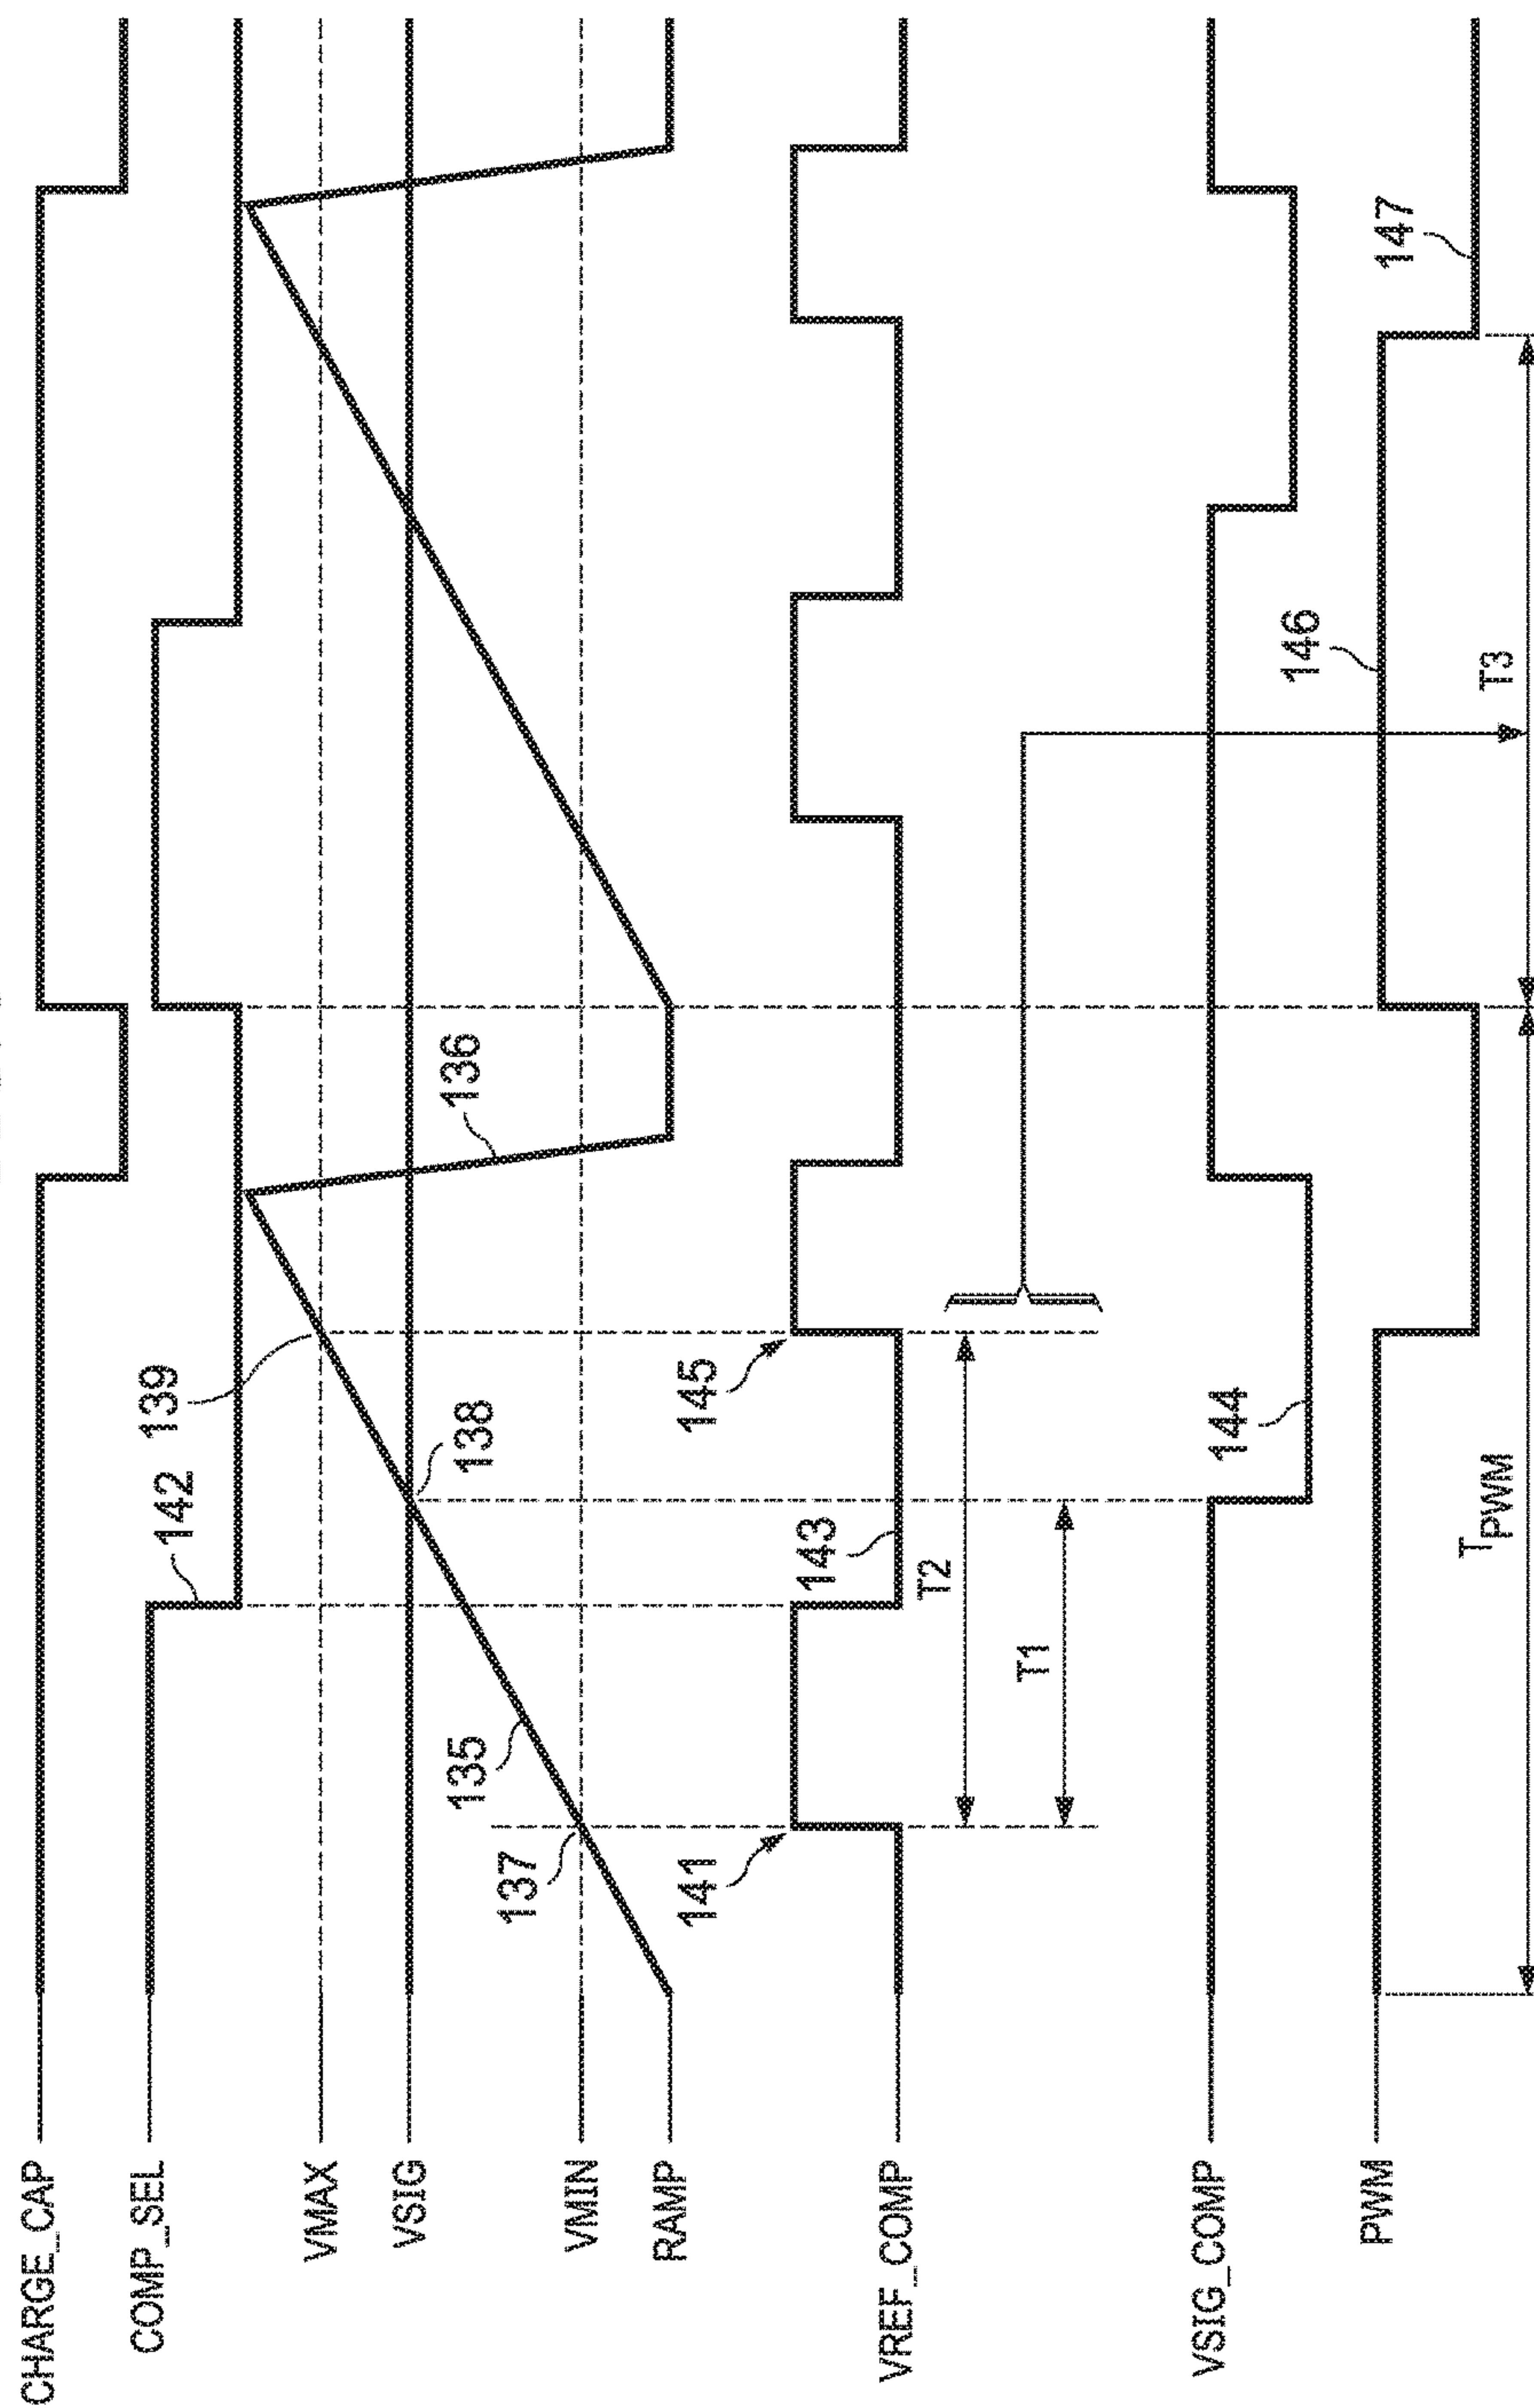 CHARGE_CAP
COMP_SEL
142
139
VMAX
VSIG
138
136
135
VMIN
137
RAMP
141
145
143
VREF_COMP
T2
T1
144
VSIG_COMP
146
147
PWM
TPWM
T3